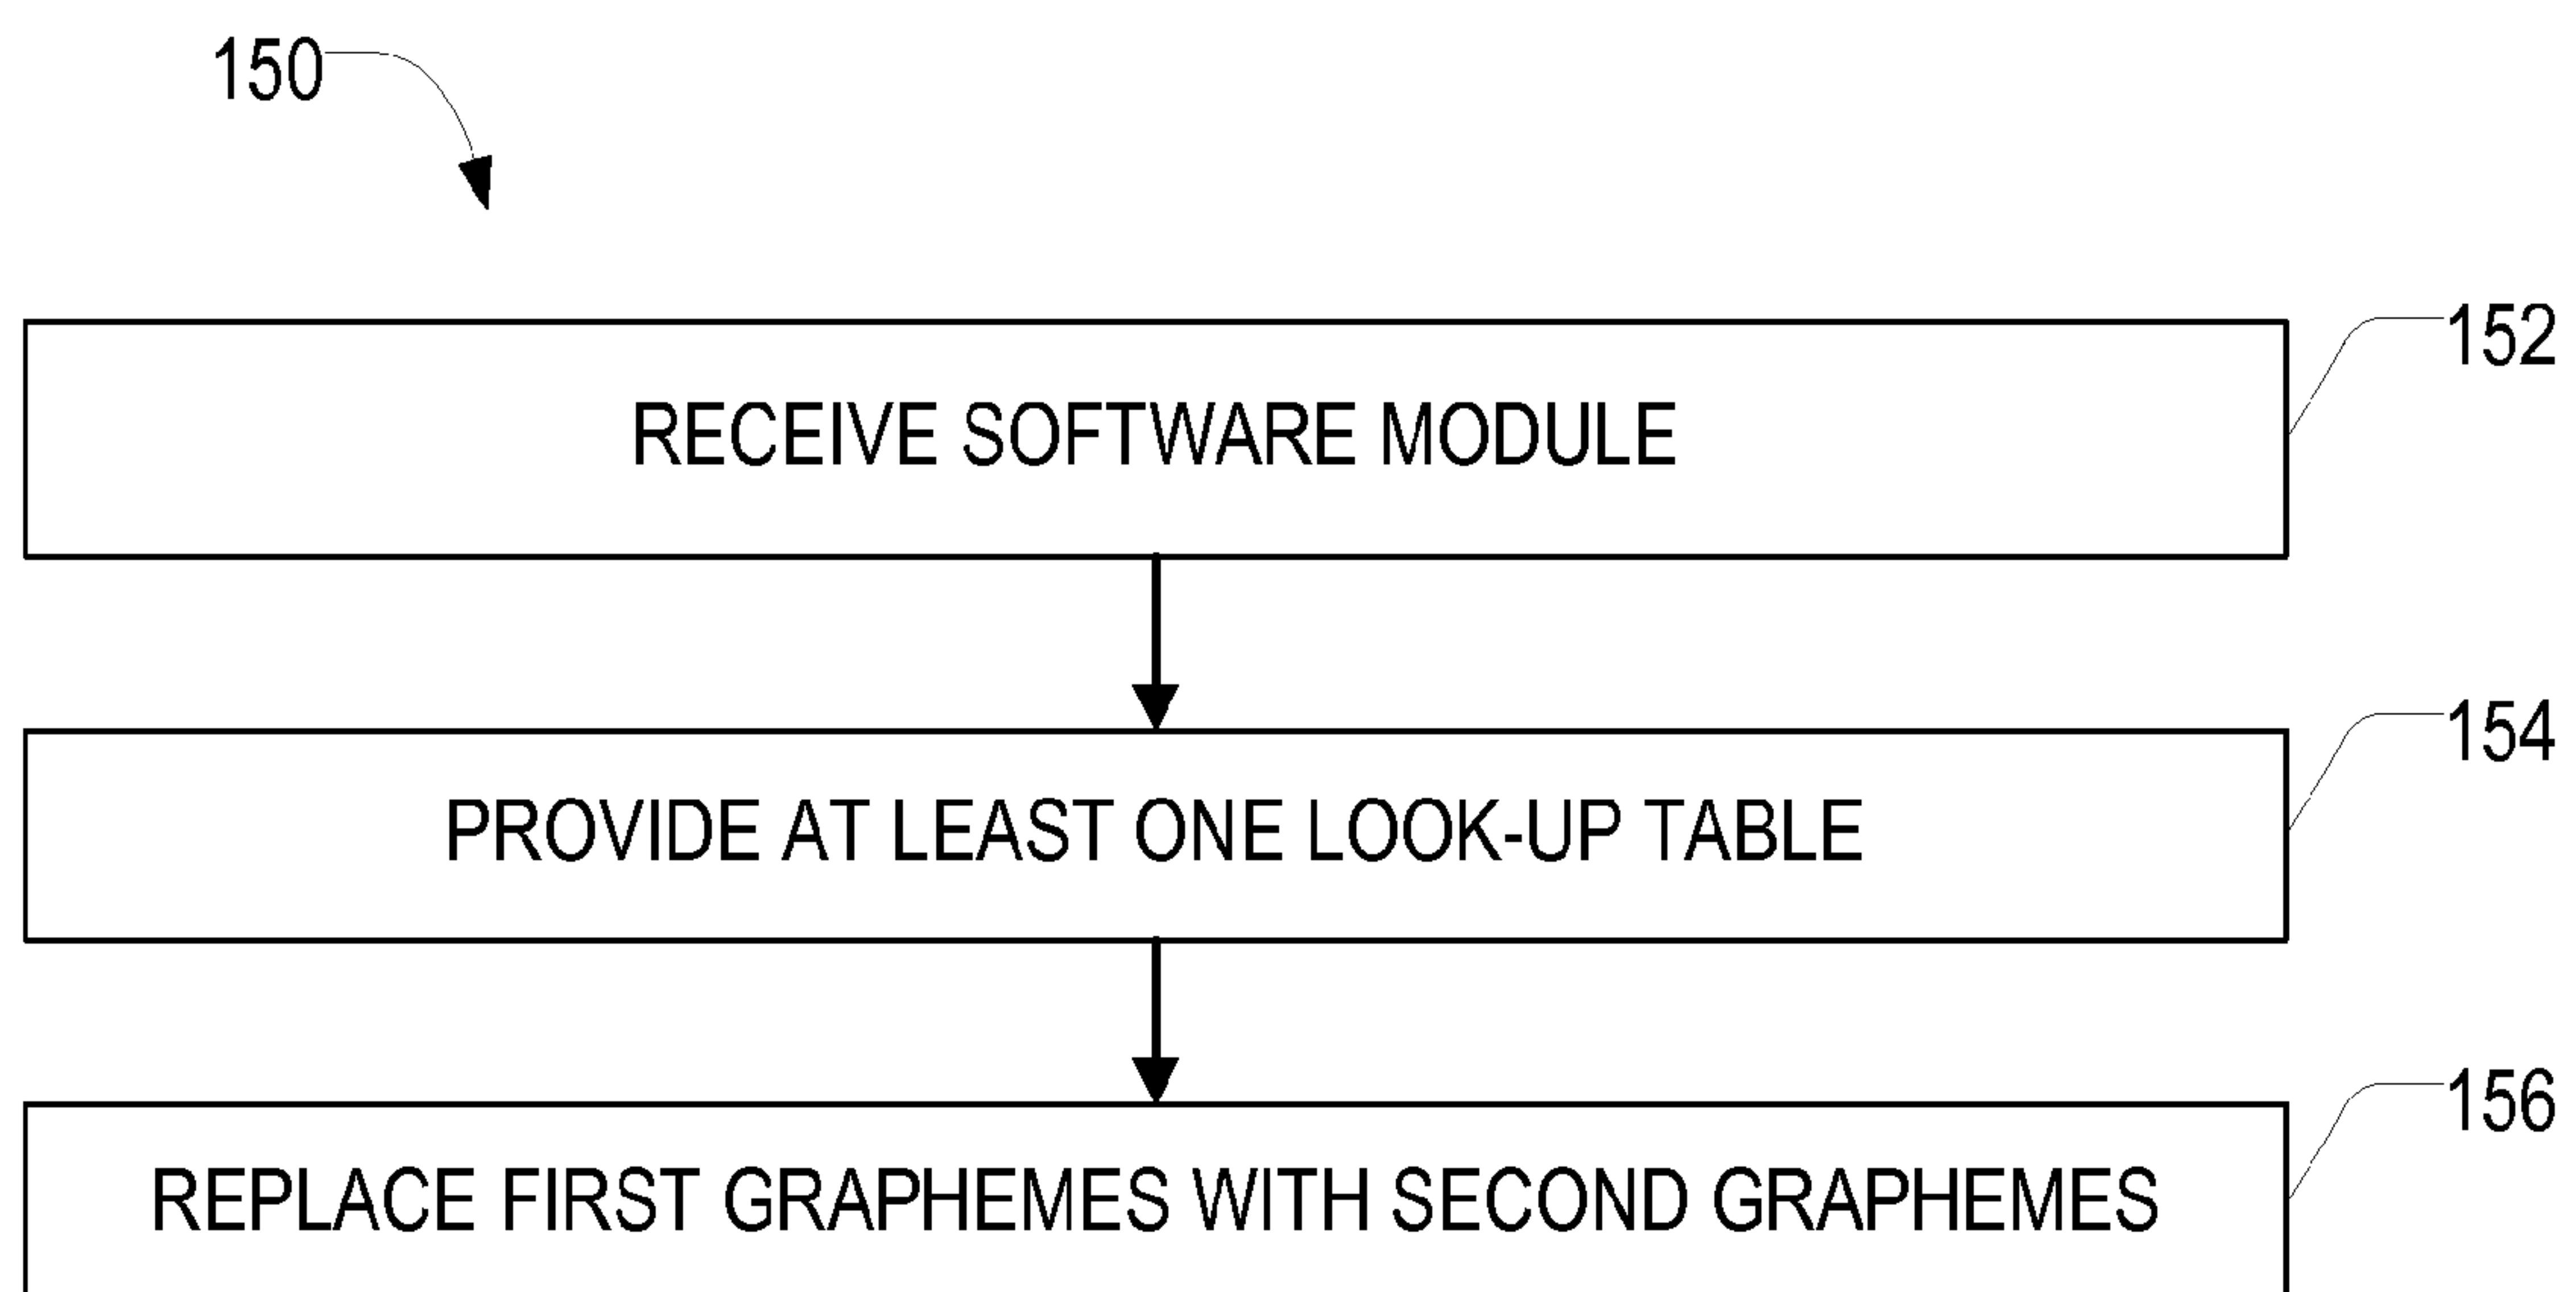 150
152
RECEIVE SOFTWARE MODULE
154
PROVIDE AT LEAST ONE LOOK-UP TABLE
156
REPLACE FIRST GRAPHEMES WITH SECOND GRAPHEMES